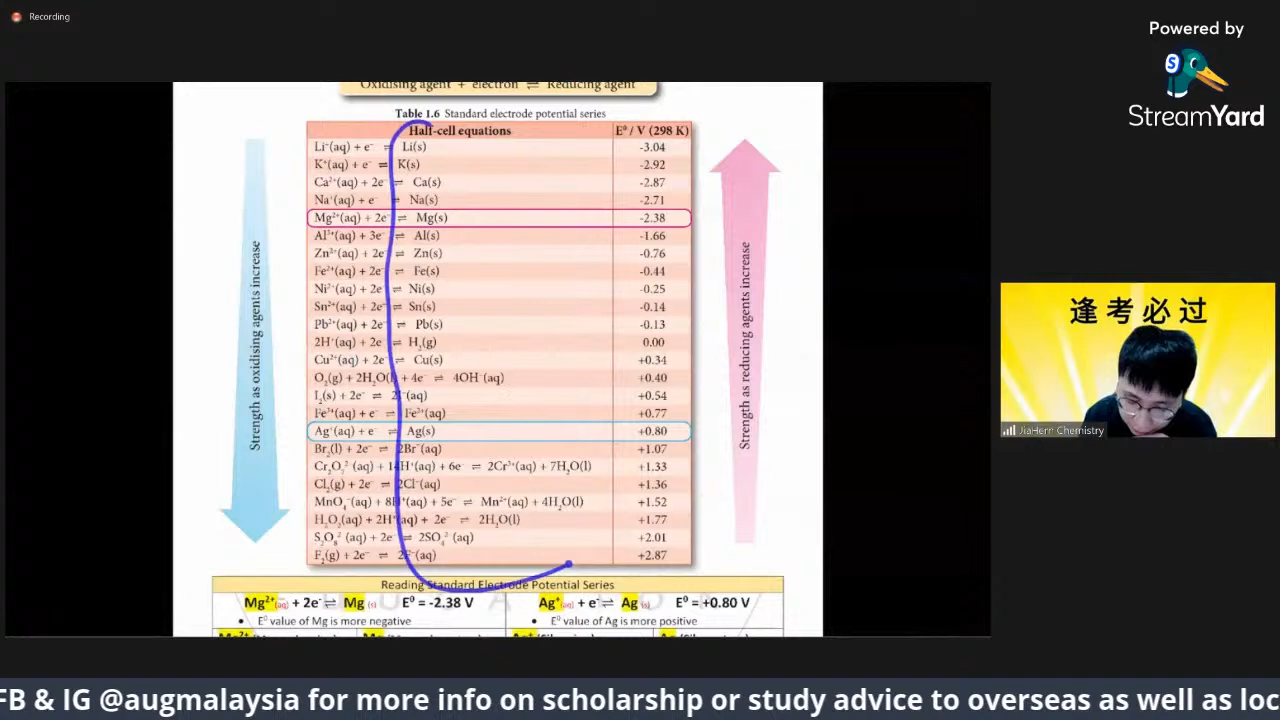 Recording
Powered by
S
StreamYard
Oxidising agent + electron ⇌ Reducing agent
Table 1.6 Standard electrode potential series
Half-cell equations E⁰ / V (298 K)
Li⁺(aq) + e⁻ ⇌ Li(s) -3.04
K⁺(aq) + e⁻ ⇌ K(s) -2.92
Ca²⁺(aq) + 2e⁻ ⇌ Ca(s) -2.87
Na⁺(aq) + e⁻ ⇌ Na(s) -2.71
Mg²⁺(aq) + 2e⁻ ⇌ Mg(s) -2.38
Al³⁺(aq) + 3e⁻ ⇌ Al(s) -1.66
Zn²⁺(aq) + 2e⁻ ⇌ Zn(s) -0.76
Fe²⁺(aq) + 2e⁻ ⇌ Fe(s) -0.44
Ni²⁺(aq) + 2e⁻ ⇌ Ni(s) -0.25
Sn²⁺(aq) + 2e⁻ ⇌ Sn(s) -0.14
Pb²⁺(aq) + 2e⁻ ⇌ Pb(s) -0.13
2H⁺(aq) + 2e⁻ ⇌ H₂(g) 0.00
Cu²⁺(aq) + 2e⁻ ⇌ Cu(s) +0.34
O₂(g) + 2H₂O(l) + 4e⁻ ⇌ 4OH⁻(aq) +0.40
I₂(s) + 2e⁻ ⇌ 2I⁻(aq) +0.54
Fe³⁺(aq) + e⁻ ⇌ Fe²⁺(aq) +0.77
Ag⁺(aq) + e⁻ ⇌ Ag(s) +0.80
Br₂(l) + 2e⁻ ⇌ 2Br⁻(aq) +1.07
Cr₂O₇²⁻(aq) + 14H⁺(aq) + 6e⁻ ⇌ 2Cr³⁺(aq) + 7H₂O(l) +1.33
Cl₂(g) + 2e⁻ ⇌ 2Cl⁻(aq) +1.36
MnO₄⁻(aq) + 8H⁺(aq) + 5e⁻ ⇌ Mn²⁺(aq) + 4H₂O(l) +1.52
H₂O₂(aq) + 2H⁺(aq) + 2e⁻ ⇌ 2H₂O(l) +1.77
S₂O₈²⁻(aq) + 2e⁻ ⇌ 2SO₄²⁻(aq) +2.01
F₂(g) + 2e⁻ ⇌ 2F⁻(aq) +2.87
Strength as oxidising agents increase
Strength as reducing agents increase
Reading Standard Electrode Potential Series
Mg²⁺(aq) + 2e⁻ ⇌ Mg (s) E⁰ = -2.38 V
• E⁰ value of Mg is more negative
Ag⁺(aq) + e⁻ ⇌ Ag (s) E⁰ = +0.80 V
• E⁰ value of Ag is more positive
逢考必过
JiaHern Chemistry
FB & IG @augmalaysia for more info on scholarship or study advice to overseas as well as loc